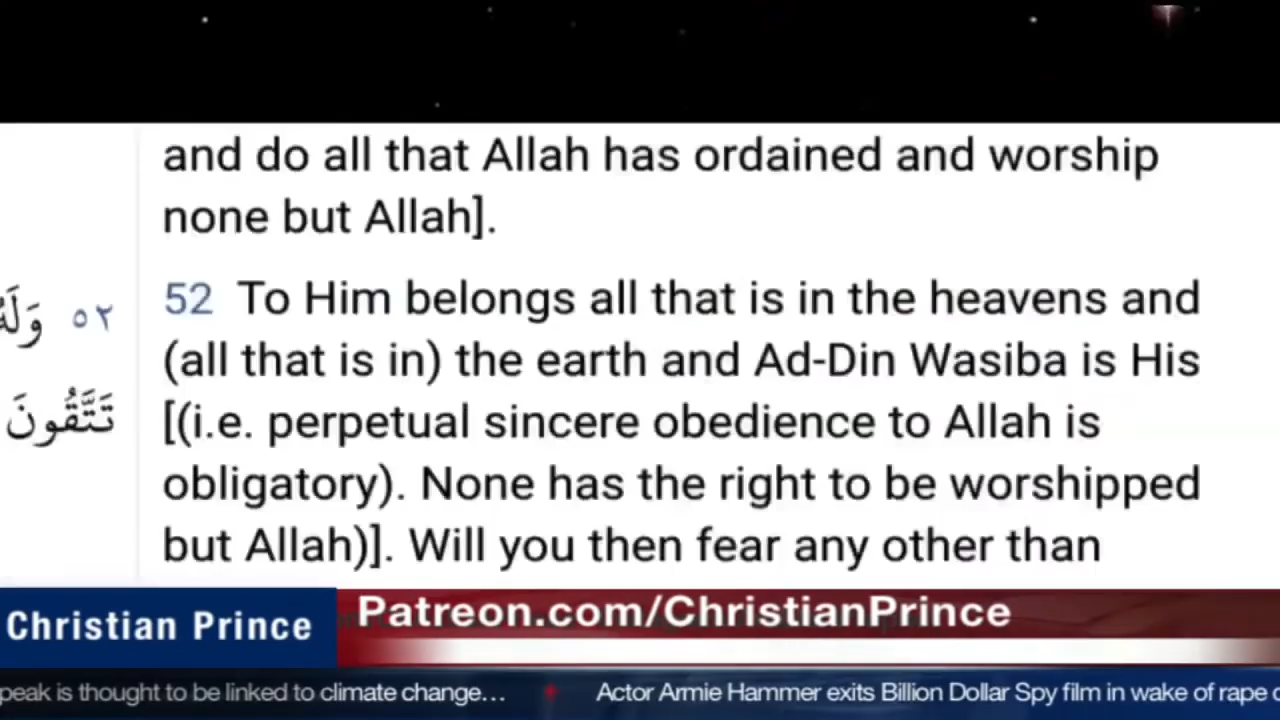 and do all that Allah has ordained and worship
none but Allah].
52 To Him belongs all that is in the heavens and
(all that is in) the earth and Ad-Din Wasiba is His
[(i.e. perpetual sincere obedience to Allah is
obligatory). None has the right to be worshipped
but Allah)]. Will you then fear any other than
٥٢ وَلَهُ
تَتَّقُونَ
Christian Prince
Patreon.com/ChristianPrince
peak is thought to be linked to climate change... Actor Armie Hammer exits Billion Dollar Spy film in wake of rape